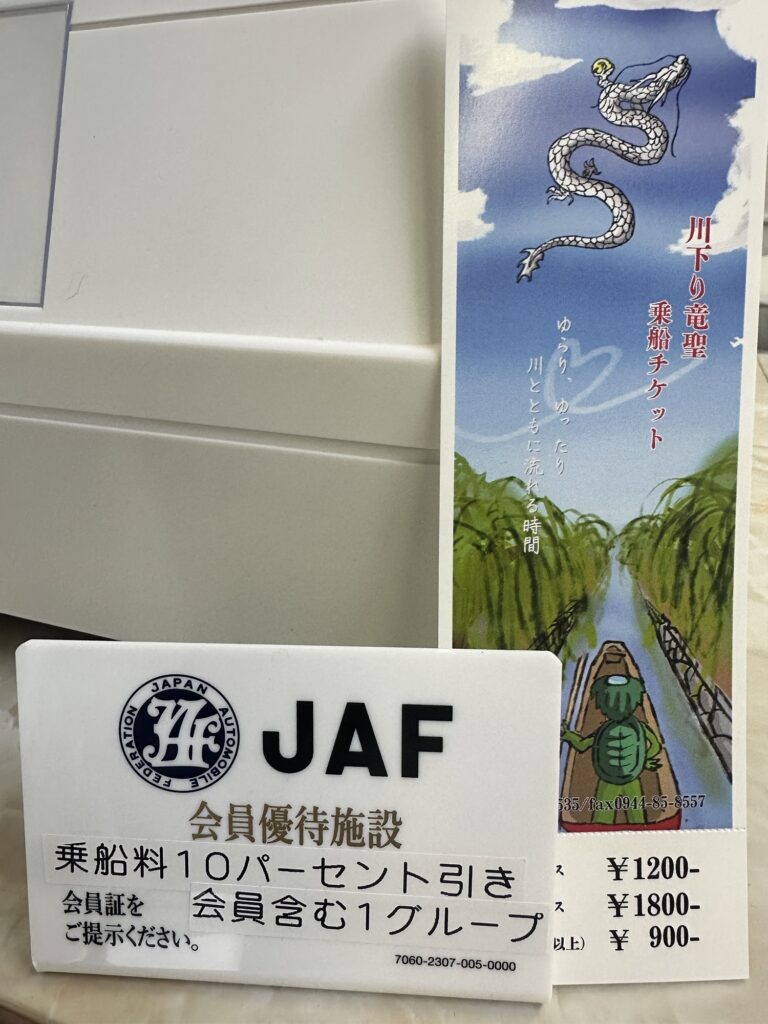 川下り竜聖
乗船チケット
ゆらり、ゆったり
川とともに流れる時間
535/fax0944-85-8557
ス ¥1200-
ス ¥1800-
以上) ¥ 900-
JAPAN AUTOMOBILE FEDERATION
JAF
会員優待施設
乗船料10パーセント引き
会員証を
会員含む1グループ
ご提示ください。
7060-2307-005-0000